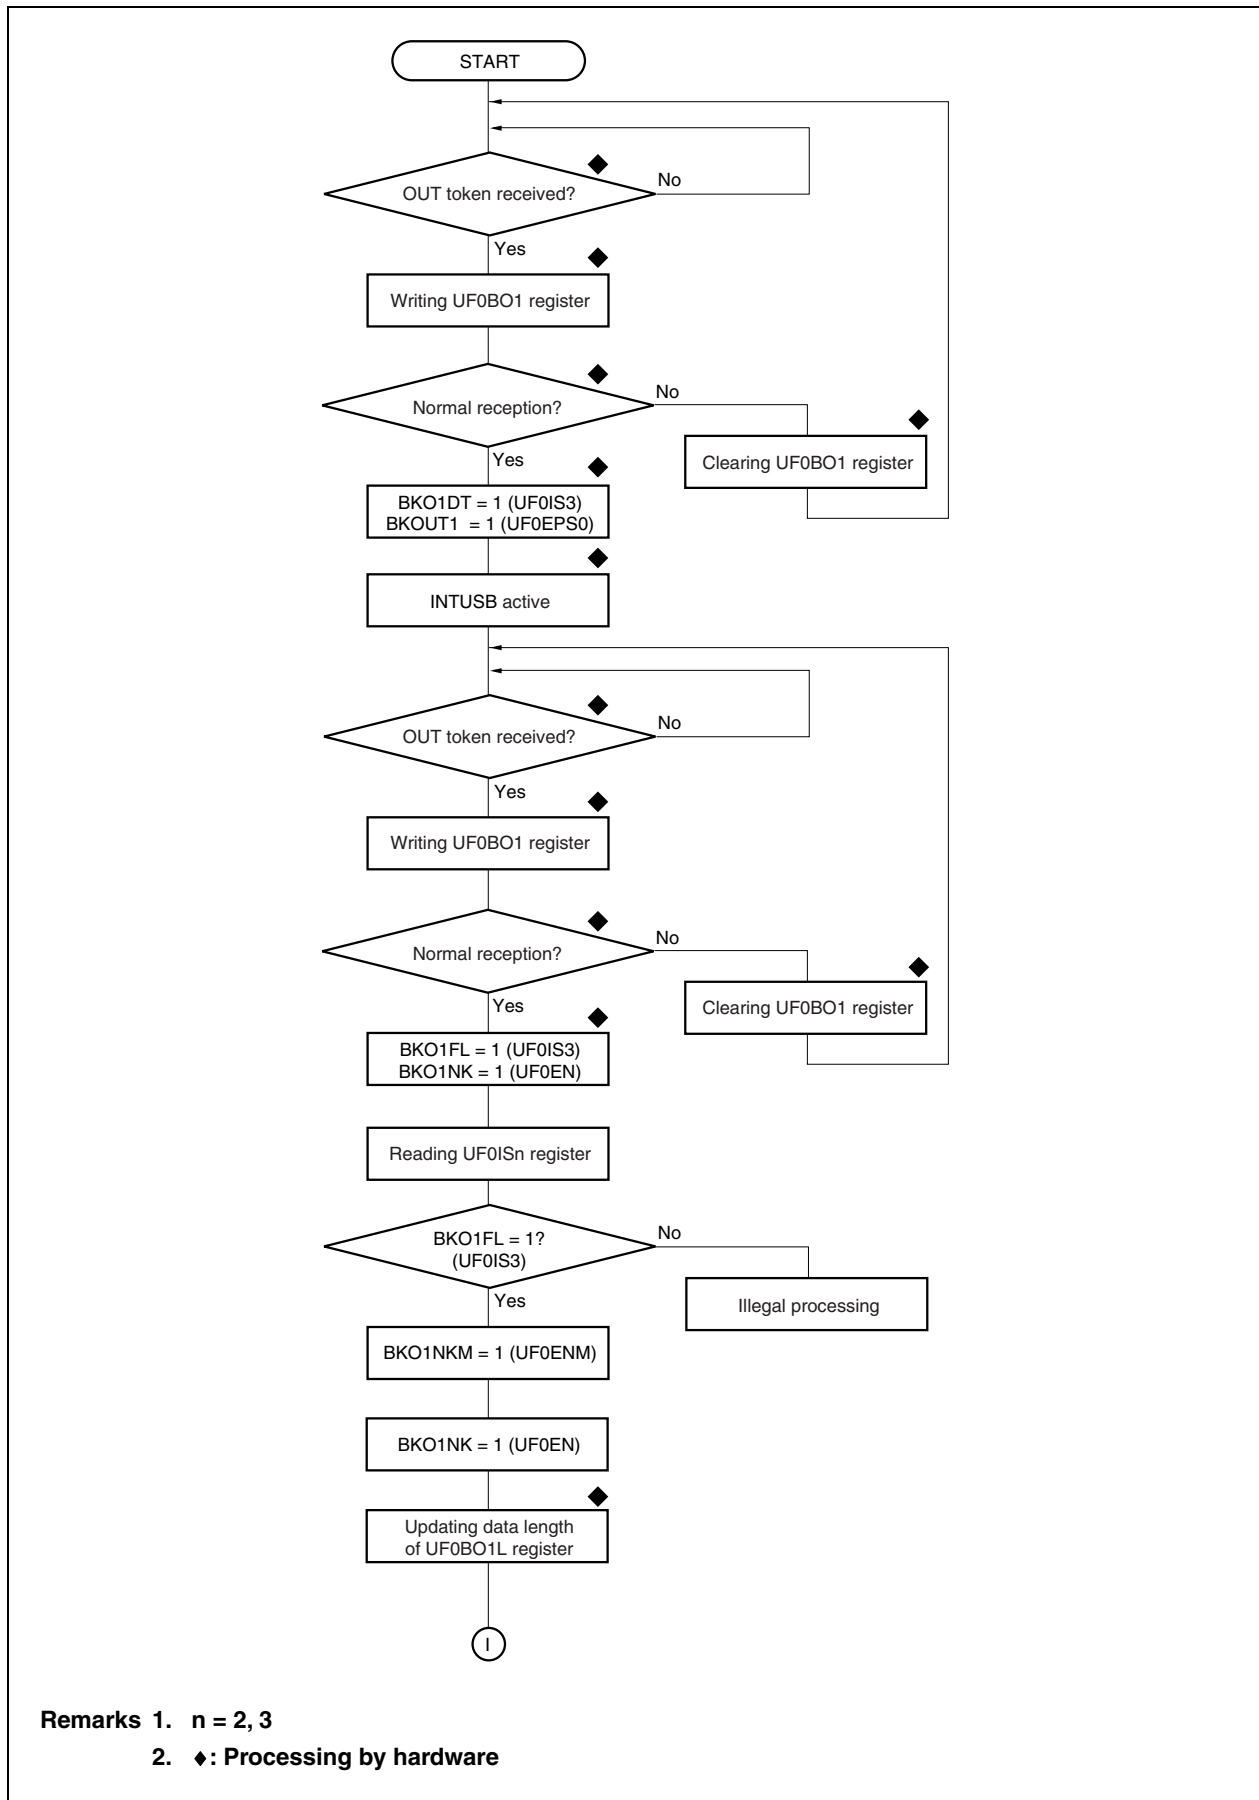 START
OUT token received?
No
Yes
Writing UF0BO1 register
Normal reception?
No
Clearing UF0BO1 register
Yes
BKO1DT = 1 (UF0IS3)
BKOUT1 = 1 (UF0EPS0)
INTUSB active
OUT token received?
No
Yes
Writing UF0BO1 register
Normal reception?
No
Clearing UF0BO1 register
Yes
BKO1FL = 1 (UF0IS3)
BKO1NK = 1 (UF0EN)
Reading UF0ISn register
BKO1FL = 1?
(UF0IS3)
No
Illegal processing
Yes
BKO1NKM = 1 (UF0ENM)
BKO1NK = 1 (UF0EN)
Updating data length
of UF0BO1L register
I
Remarks 1. n = 2, 3
2. ♦: Processing by hardware